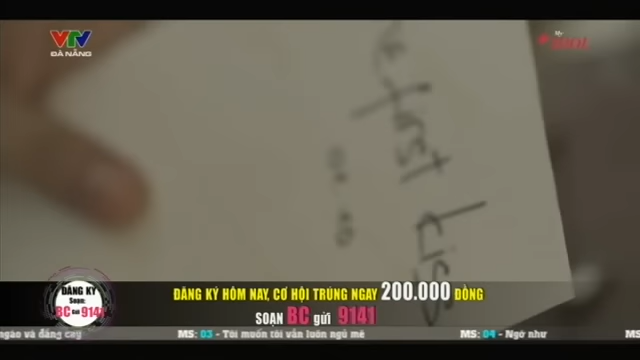 VTV
ĐÀ NẴNG
My
first kiss
ĐĂNG KÝ
Soạn:
BC gửi 9141
ĐĂNG KÝ HÔM NAY, CƠ HỘI TRÚNG NGAY 200.000 ĐỒNG
SOẠN BC gửi 9141
ngào và đắng cay MS: 03 - Tôi muốn tôi vẫn luôn ngủ mê MS: 04 - Ngỡ như